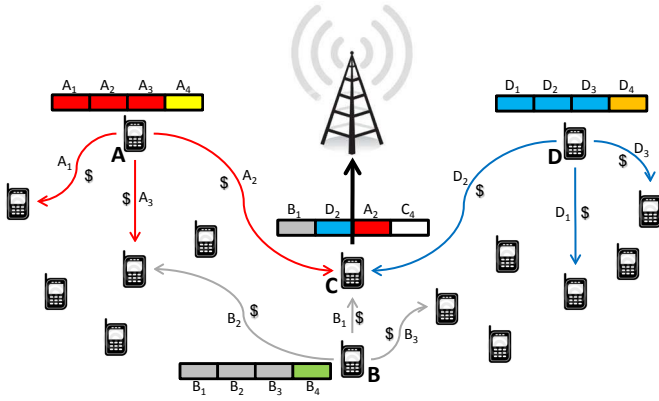 A₁ A₂ A₃ A₄
D₁ D₂ D₃ D₄
A
D
A₁
$
$
A₃
$
A₂
D₂
$
D₁
$
$
D₃
B₁ D₂ A₂ C₄
C
B₂
$
B₁
$
$
B₃
B
B₁ B₂ B₃ B₄